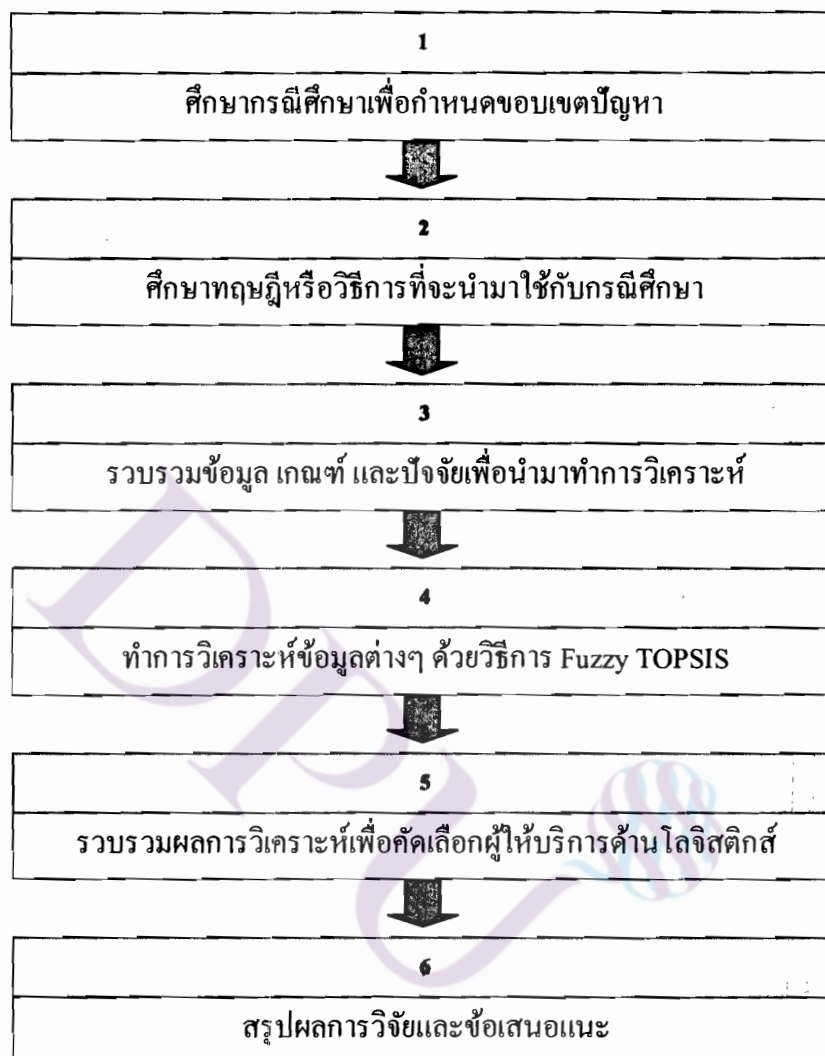 1
ศึกษากรณีศึกษาเพื่อกำหนดขอบเขตปัญหา
2
ศึกษาทฤษฎีหรือวิธีการที่จะนำมาใช้กับกรณีศึกษา
3
รวบรวมข้อมูล เกณฑ์ และปัจจัยเพื่อนำมาทำการวิเคราะห์
4
ทำการวิเคราะห์ข้อมูลต่างๆ ด้วยวิธีการ Fuzzy TOPSIS
5
รวบรวมผลการวิเคราะห์เพื่อคัดเลือกผู้ให้บริการด้านโลจิสติกส์
6
สรุปผลการวิจัยและข้อเสนอแนะ
DPU